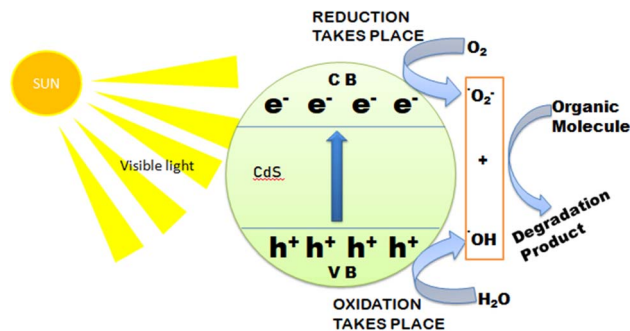 REDUCTION
TAKES PLACE
O₂
SUN
C B
e⁻ e⁻ e⁻ e⁻
˙O₂⁻
Organic
Molecule
Visible light
CdS
+
Degradation
Product
h⁺ h⁺ h⁺ h⁺
˙OH
V B
OXIDATION
TAKES PLACE
H₂O